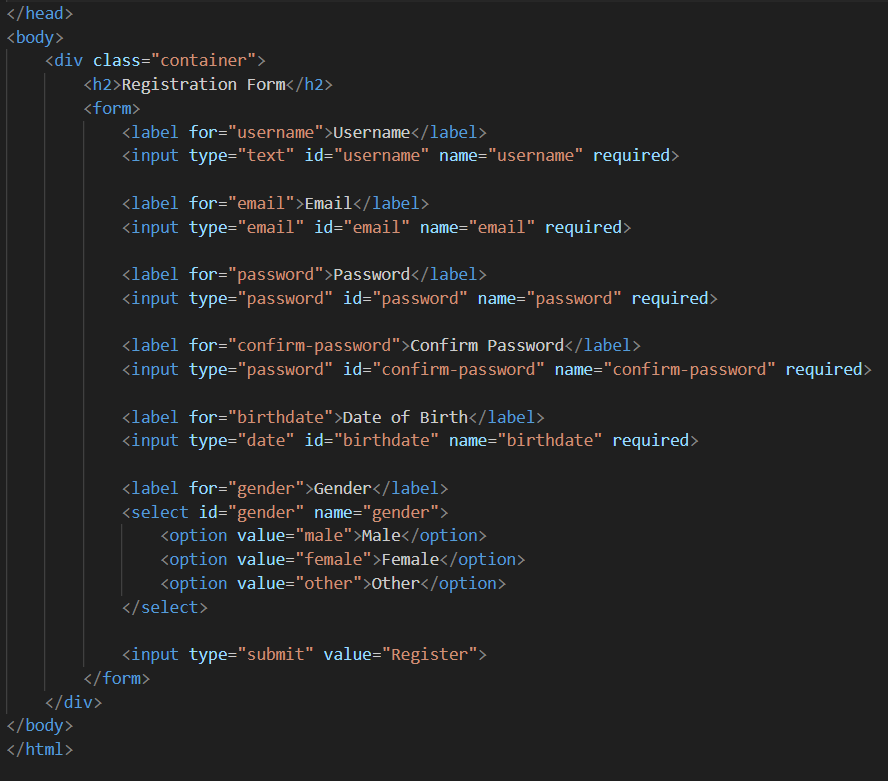 </head>
<body>
    <div class="container">
        <h2>Registration Form</h2>
        <form>
            <label for="username">Username</label>
            <input type="text" id="username" name="username" required>

            <label for="email">Email</label>
            <input type="email" id="email" name="email" required>

            <label for="password">Password</label>
            <input type="password" id="password" name="password" required>

            <label for="confirm-password">Confirm Password</label>
            <input type="password" id="confirm-password" name="confirm-password" required>

            <label for="birthdate">Date of Birth</label>
            <input type="date" id="birthdate" name="birthdate" required>

            <label for="gender">Gender</label>
            <select id="gender" name="gender">
                <option value="male">Male</option>
                <option value="female">Female</option>
                <option value="other">Other</option>
            </select>

            <input type="submit" value="Register">
        </form>
    </div>
</body>
</html>